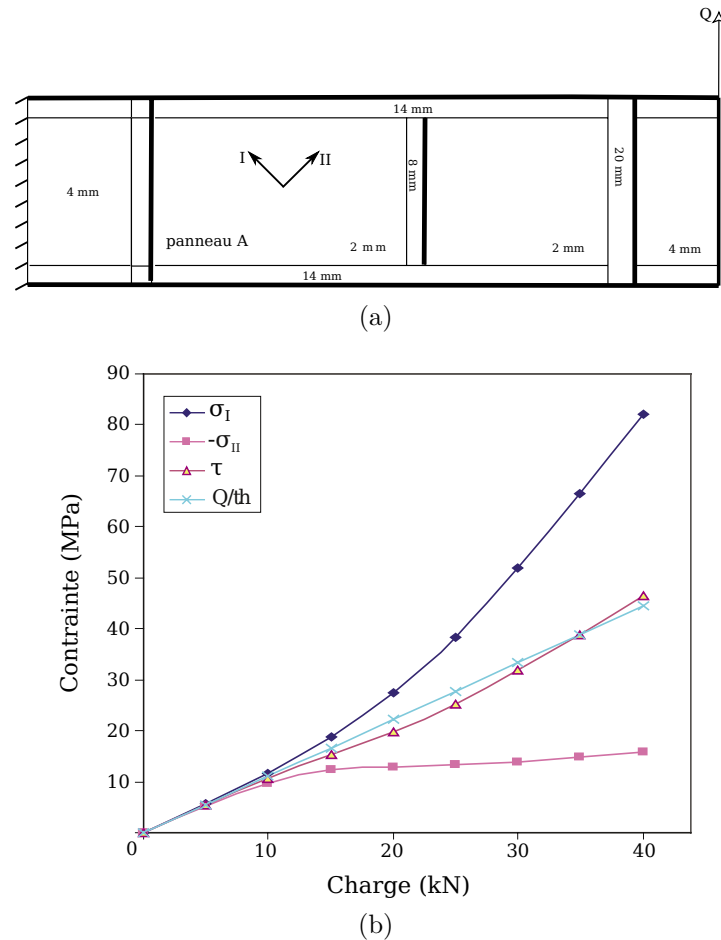 Q
14 mm
I
II
8 mm
20 mm
4 mm
panneau A
2 mm
2 mm
4 mm
14 mm
(a)
90
80
70
60
50
40
30
20
10
0
10
20
30
40
σI
-σII
τ
Q/th
Contrainte (MPa)
Charge (kN)
(b)